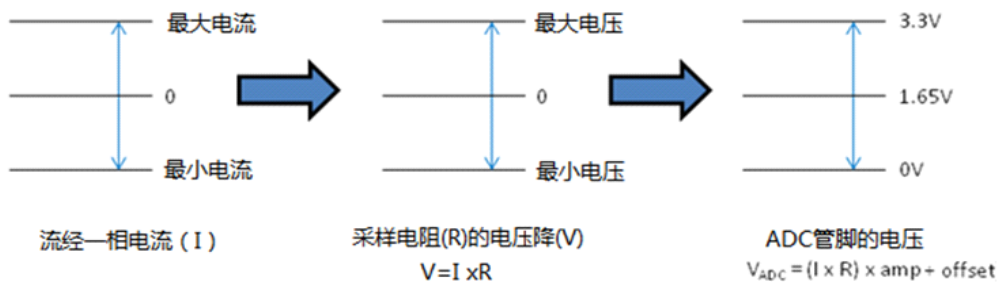 最大电流
0
最小电流
流经一相电流 ( I )
最大电压
0
最小电压
采样电阻(R)的电压降(V)
V=I xR
3.3V
1.65V
0V
ADC管脚的电压
VADC = (I x R) x amp + offset